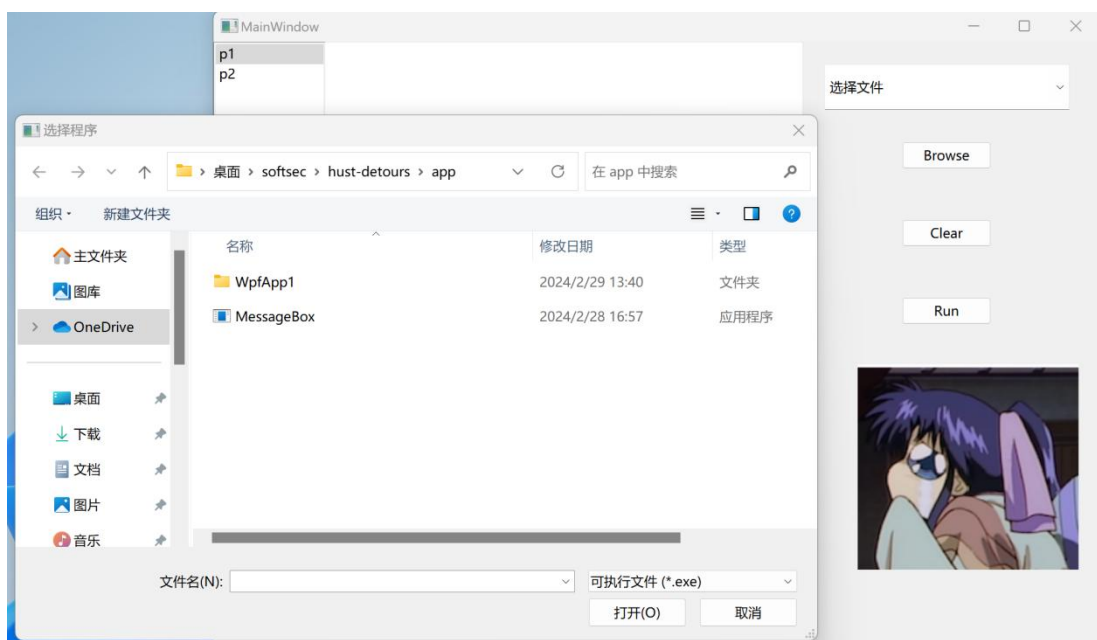 MainWindow
p1
p2
选择文件
选择程序
桌面 > softsec > hust-detours > app
在 app 中搜索
Browse
组织
新建文件夹
名称
修改日期
类型
Clear
主文件夹
WpfApp1
2024/2/29 13:40
文件夹
图库
MessageBox
2024/2/28 16:57
应用程序
Run
OneDrive
桌面
下载
文档
图片
音乐
文件名(N):
可执行文件 (*.exe)
打开(O)
取消